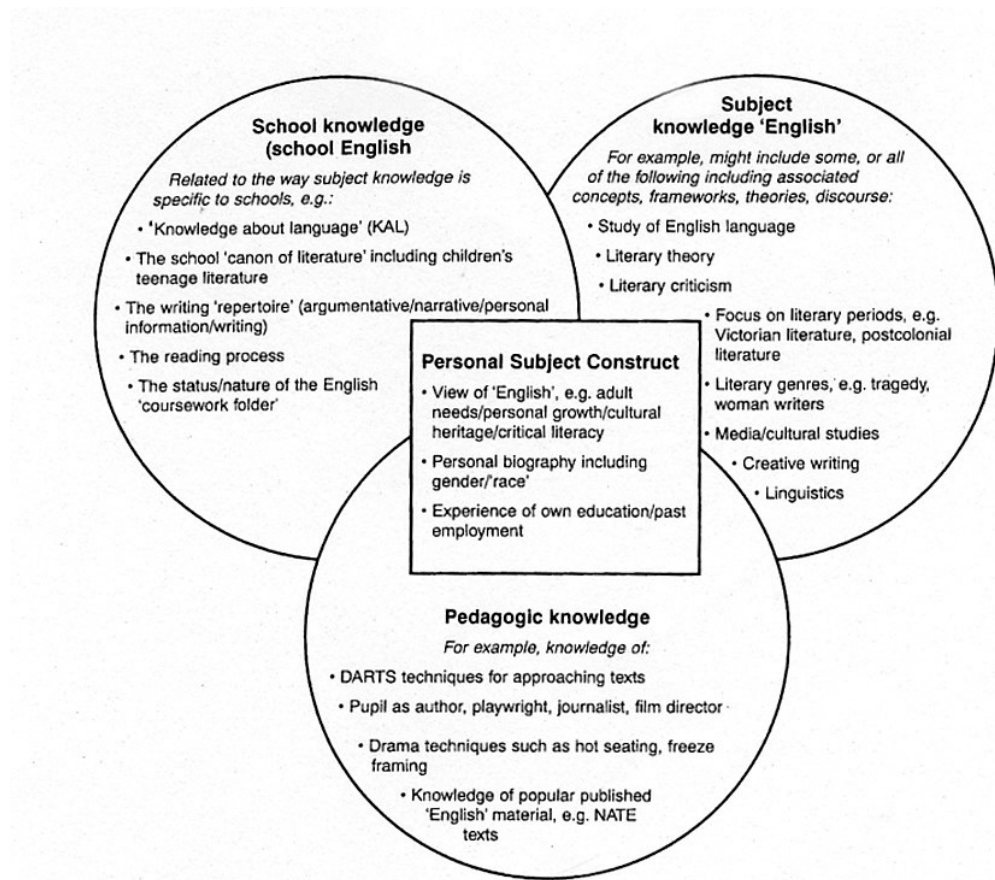 School knowledge
(school English
Related to the way subject knowledge is
specific to schools, e.g.:
• 'Knowledge about language' (KAL)
• The school 'canon of literature' including children's
teenage literature
• The writing 'repertoire' (argumentative/narrative/personal
information/writing)
• The reading process
• The status/nature of the English
'coursework folder'
Subject
knowledge 'English'
For example, might include some, or all
of the following including associated
concepts, frameworks, theories, discourse:
• Study of English language
• Literary theory
• Literary criticism
• Focus on literary periods, e.g.
Victorian literature, postcolonial
literature
• Literary genres, e.g. tragedy,
woman writers
• Media/cultural studies
• Creative writing
• Linguistics
Personal Subject Construct
• View of 'English', e.g. adult
needs/personal growth/cultural
heritage/critical literacy
• Personal biography including
gender/'race'
• Experience of own education/past
employment
Pedagogic knowledge
For example, knowledge of:
• DARTS techniques for approaching texts
• Pupil as author, playwright, journalist, film director
• Drama techniques such as hot seating, freeze
framing
• Knowledge of popular published
'English' material, e.g. NATE
texts